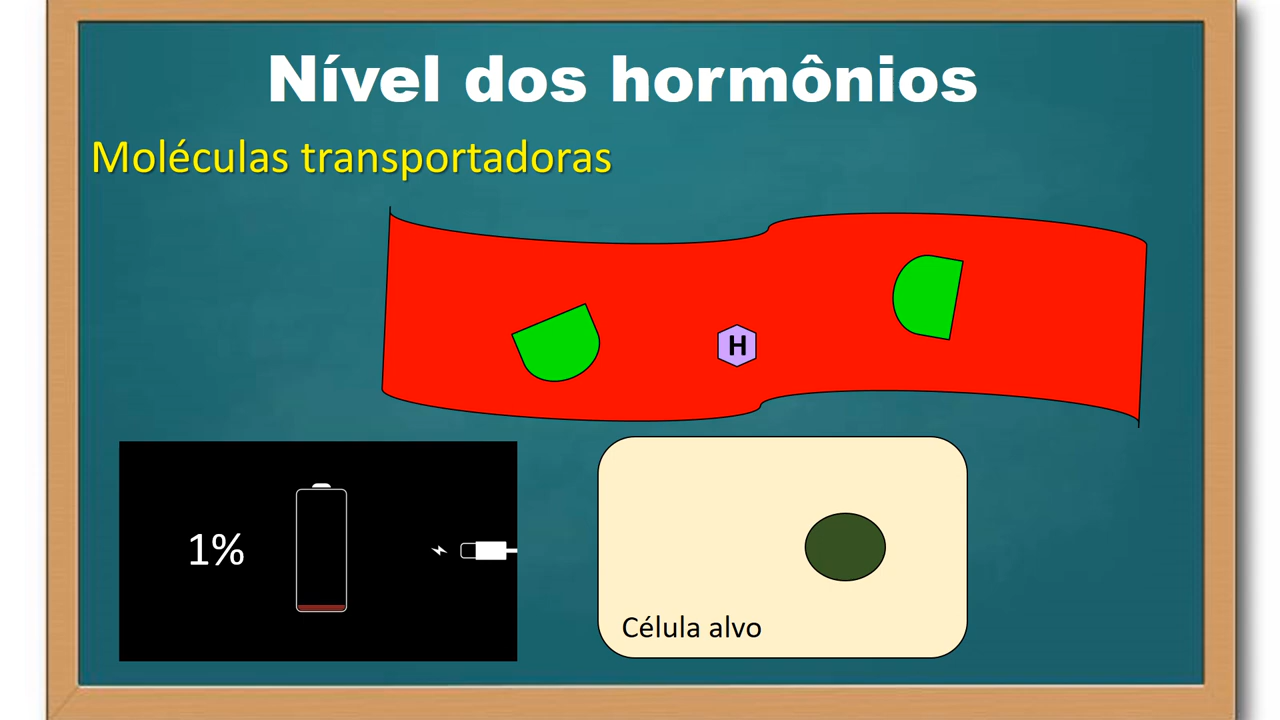 Nível dos hormônios
Moléculas transportadoras
H
1%
Célula alvo